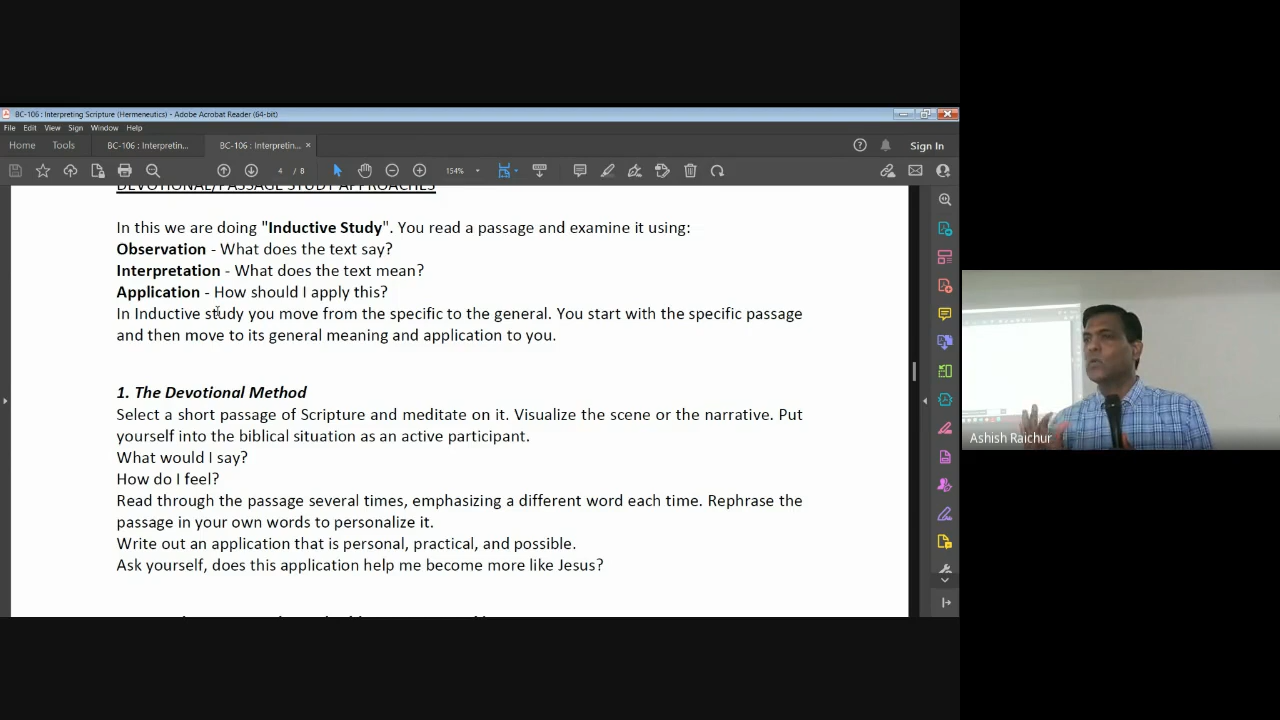 BC-106 : Interpreting Scripture (Hermeneutics) - Adobe Acrobat Reader (64-bit)
File Edit View Sign Window Help
Home Tools BC-106 : Interpretin... BC-106 : Interpretin... ×
Sign In
4 / 8 154%
DEVOTIONAL/PASSAGE STUDY APPROACHES
In this we are doing "Inductive Study". You read a passage and examine it using:
Observation - What does the text say?
Interpretation - What does the text mean?
Application - How should I apply this?
In Inductive study you move from the specific to the general. You start with the specific passage
and then move to its general meaning and application to you.
1. The Devotional Method
Select a short passage of Scripture and meditate on it. Visualize the scene or the narrative. Put
yourself into the biblical situation as an active participant.
What would I say?
How do I feel?
Read through the passage several times, emphasizing a different word each time. Rephrase the
passage in your own words to personalize it.
Write out an application that is personal, practical, and possible.
Ask yourself, does this application help me become more like Jesus?
Ashish Raichur